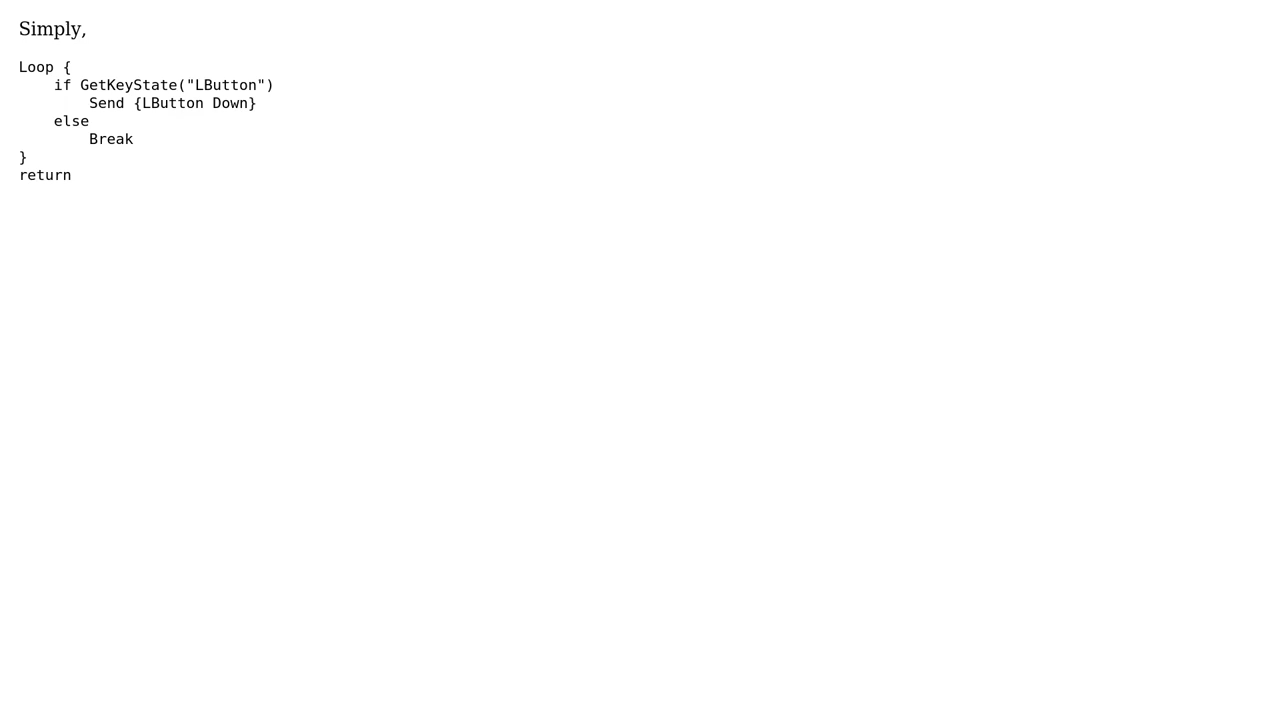 Simply,
Loop {
    if GetKeyState("LButton")
        Send {LButton Down}
    else
        Break
}
return